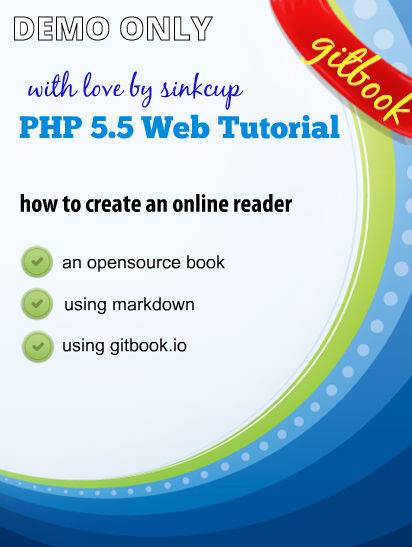 DEMO ONLY
gitbook
with love by sinkcup
PHP 5.5 Web Tutorial
how to create an online reader
an opensource book
using markdown
using gitbook.io